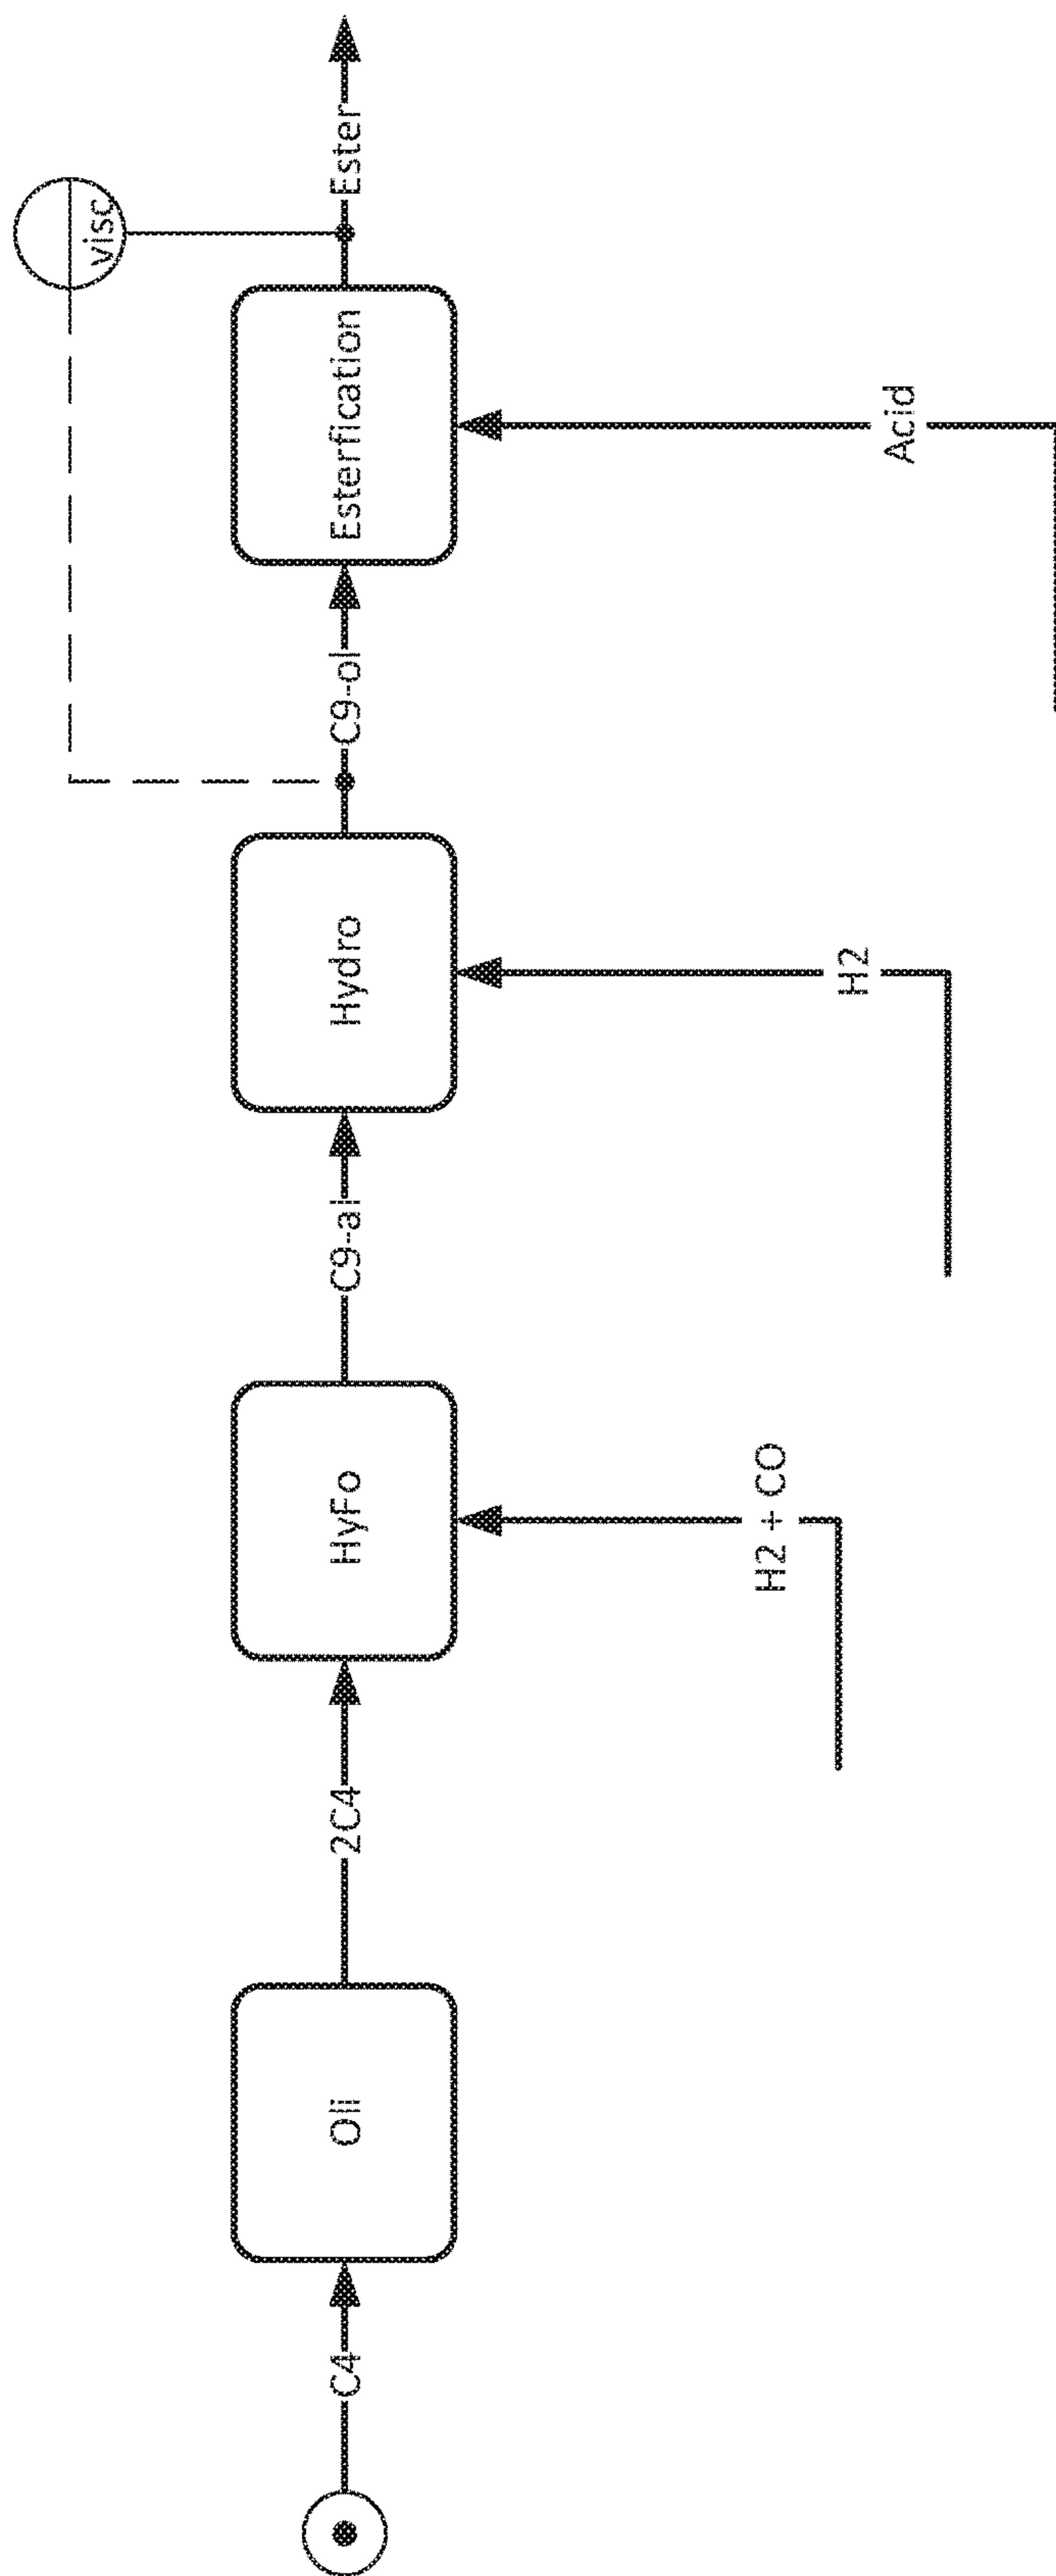 C4
Oli
2C4
HyFo
H2 + CO
C9-al
Hydro
H2
C9-ol
Esterfication
Acid
visc
Ester